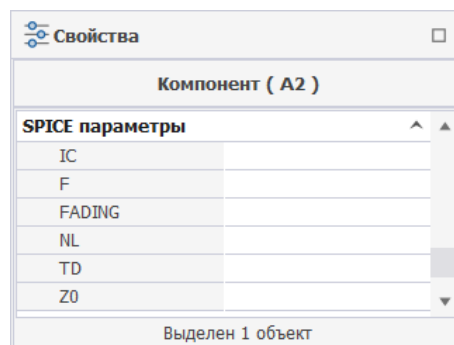 Свойства
Компонент ( A2 )
SPICE параметры
IC
F
FADING
NL
TD
Z0
Выделен 1 объект